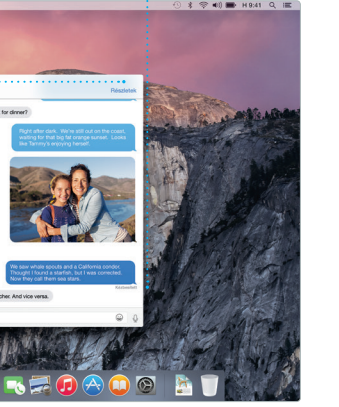 H 9:41
Részletek
for dinner?
Right after dark. We're still out on the coast,
waiting for that big fat orange sunset. Looks
like Tammy's enjoying herself.
We saw whale spouts and a California condor.
Thought I found a starfish, but I was corrected.
Now they call them sea stars.
Kézbesített
cher. And vice versa.